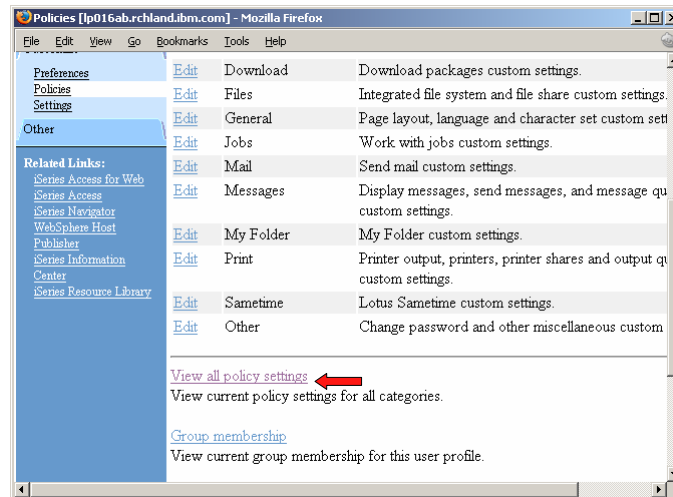 Policies [lp016ab.rchland.ibm.com] - Mozilla Firefox
File Edit View Go Bookmarks Tools Help
Preferences
Policies
Settings
Other
Related Links:
iSeries Access for Web
iSeries Access
iSeries Navigator
WebSphere Host
Publisher
iSeries Information
Center
iSeries Resource Library
Edit Download Download packages custom settings.
Edit Files Integrated file system and file share custom settings.
Edit General Page layout, language and character set custom sett
Edit Jobs Work with jobs custom settings.
Edit Mail Send mail custom settings.
Edit Messages Display messages, send messages, and message qu
custom settings.
Edit My Folder My Folder custom settings.
Edit Print Printer output, printers, printer shares and output qu
custom settings.
Edit Sametime Lotus Sametime custom settings.
Edit Other Change password and other miscellaneous custom
View all policy settings
View current policy settings for all categories.
Group membership
View current group membership for this user profile.